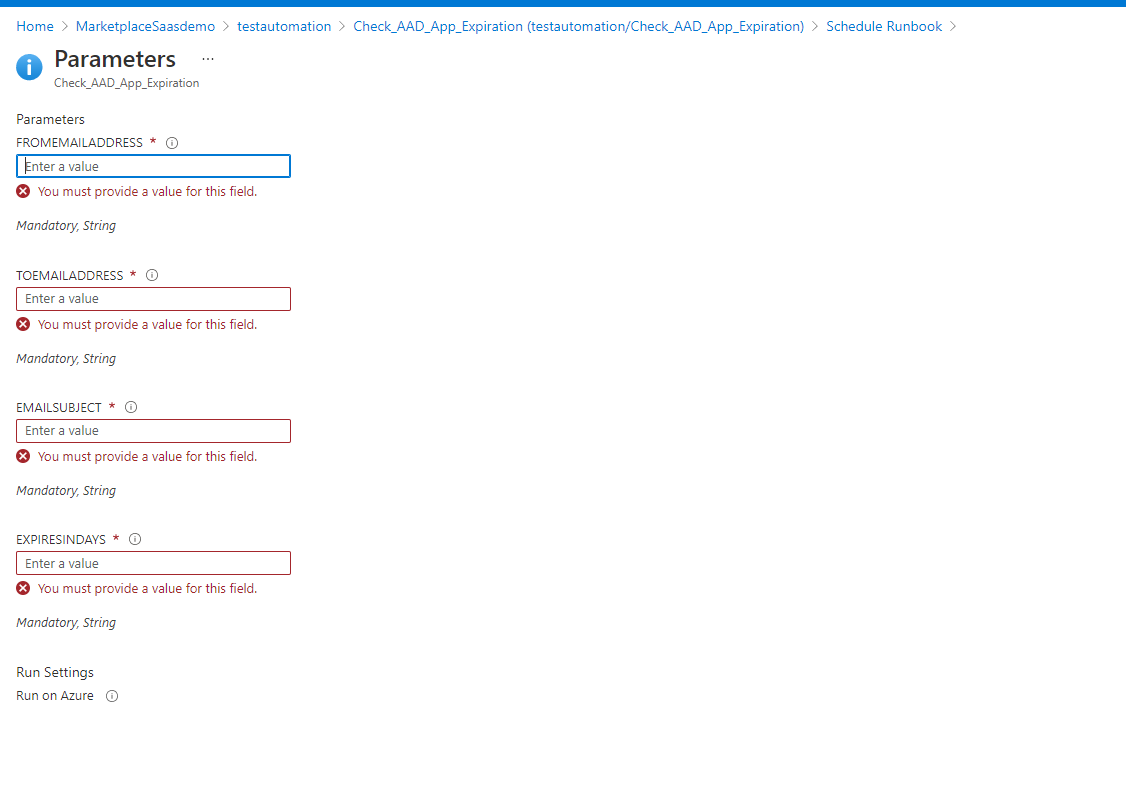 Home > MarketplaceSaasdemo > testautomation > Check_AAD_App_Expiration (testautomation/Check_AAD_App_Expiration) > Schedule Runbook >
Parameters ...
Check_AAD_App_Expiration
Parameters
FROMEMAILADDRESS *
Enter a value
You must provide a value for this field.
Mandatory, String
TOEMAILADDRESS *
Enter a value
You must provide a value for this field.
Mandatory, String
EMAILSUBJECT *
Enter a value
You must provide a value for this field.
Mandatory, String
EXPIRESINDAYS *
Enter a value
You must provide a value for this field.
Mandatory, String
Run Settings
Run on Azure